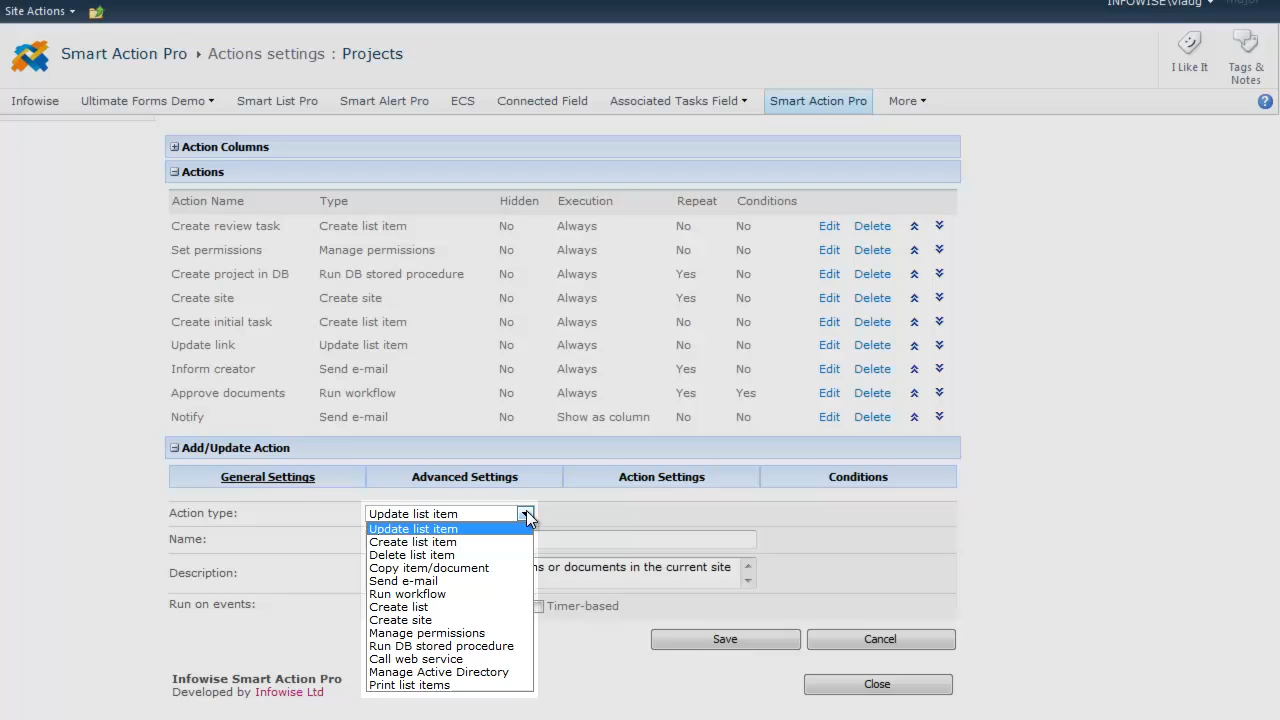 Site Actions
INFOWISE\vladg
Smart Action Pro Actions settings : Projects
I Like It
Tags & Notes
Infowise Ultimate Forms Demo Smart List Pro Smart Alert Pro ECS Connected Field Associated Tasks Field Smart Action Pro More
Action Columns
Actions
Action Name Type Hidden Execution Repeat Conditions
Create review task Create list item No Always No No Edit Delete
Set permissions Manage permissions No Always No No Edit Delete
Create project in DB Run DB stored procedure No Always Yes No Edit Delete
Create site Create site No Always Yes No Edit Delete
Create initial task Create list item No Always No No Edit Delete
Update link Update list item No Always No No Edit Delete
Inform creator Send e-mail No Always Yes No Edit Delete
Approve documents Run workflow No Always Yes Yes Edit Delete
Notify Send e-mail No Show as column No No Edit Delete
Add/Update Action
General Settings Advanced Settings Action Settings Conditions
Action type: Update list item
Update list item
Create list item
Delete list item
Copy item/document
Send e-mail
Run workflow
Create list
Create site
Manage permissions
Run DB stored procedure
Call web service
Manage Active Directory
Print list items
Name:
Description: or documents in the current site
Run on events: Timer-based
Save Cancel
Infowise Smart Action Pro
Developed by Infowise Ltd
Close